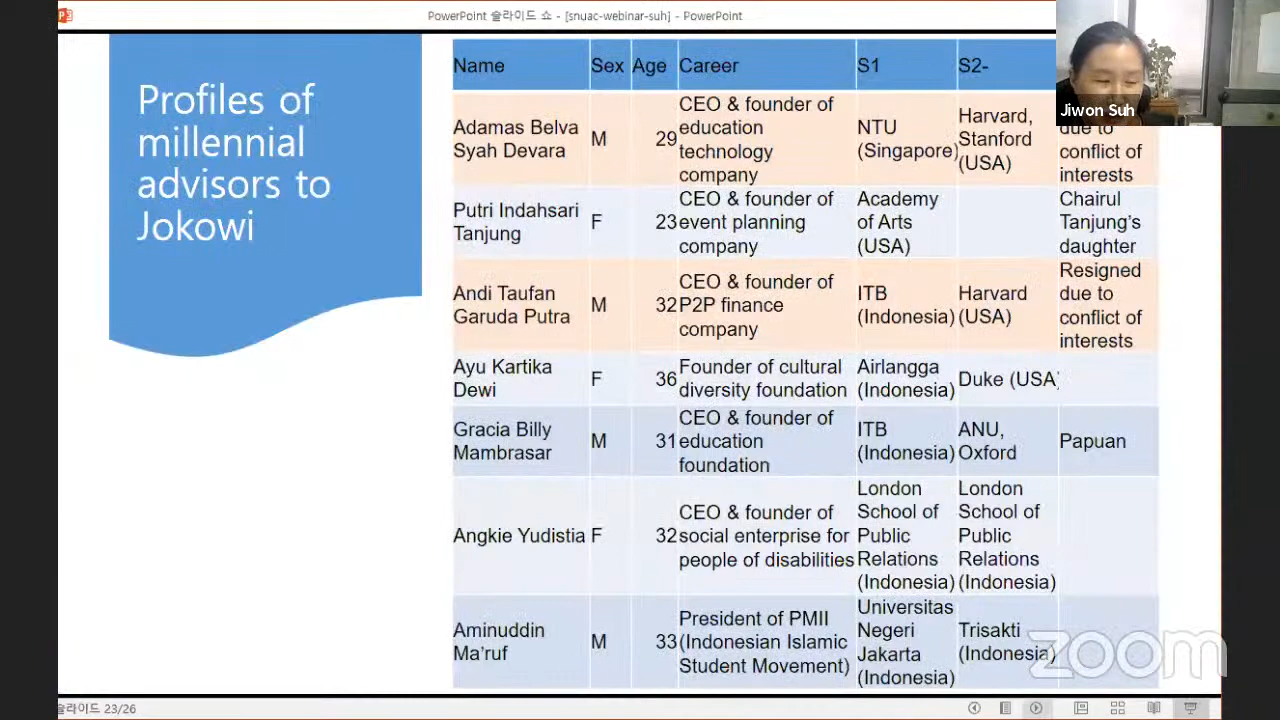 PowerPoint 슬라이드 쇼 - [snuac-webinar-suh] - PowerPoint
Jiwon Suh
Profiles of
millennial
advisors to
Jokowi
Name Sex Age Career S1 S2-
Adamas Belva
Syah Devara
M
29
CEO & founder of
education
technology
company
NTU
(Singapore)
Harvard,
Stanford
(USA)
due to
conflict of
interests
Putri Indahsari
Tanjung
F
23
CEO & founder of
event planning
company
Academy
of Arts
(USA)
Chairul
Tanjung's
daughter
Andi Taufan
Garuda Putra
M
32
CEO & founder of
P2P finance
company
ITB
(Indonesia)
Harvard
(USA)
Resigned
due to
conflict of
interests
Ayu Kartika
Dewi
F
36
Founder of cultural
diversity foundation
Airlangga
(Indonesia)
Duke (USA)
Gracia Billy
Mambrasar
M
31
CEO & founder of
education
foundation
ITB
(Indonesia)
ANU,
Oxford
Papuan
Angkie Yudistia
F
32
CEO & founder of
social enterprise for
people of disabilities
London
School of
Public
Relations
(Indonesia)
London
School of
Public
Relations
(Indonesia)
Aminuddin
Ma'ruf
M
33
President of PMII
(Indonesian Islamic
Student Movement)
Universitas
Negeri
Jakarta
(Indonesia)
Trisakti
(Indonesia)
zoom
슬라이드 23/26